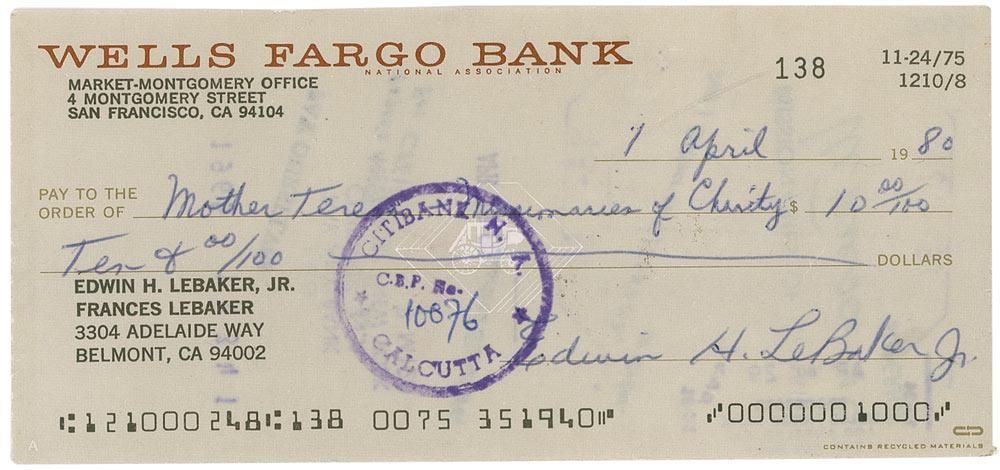 WELLS FARGO BANK
NATIONAL ASSOCIATION
MARKET-MONTGOMERY OFFICE
4 MONTGOMERY STREET
SAN FRANCISCO, CA 94104
138
11-24/75
1210/8
1 April 1980
PAY TO THE
ORDER OF Mother Teresa Missionaries of Charity $ 10 00/100
Ten & 00/100 DOLLARS
CITIBANK N. A.
C.B.P. No.
10076
CALCUTTA
EDWIN H. LEBAKER, JR.
FRANCES LEBAKER
3304 ADELAIDE WAY
BELMONT, CA 94002
Edwin H. LeBaker Jr.
⑆121000248⑆138 0075 351940⑈ ⑈0000001000⑈
A
CONTAINS RECYCLED MATERIALS